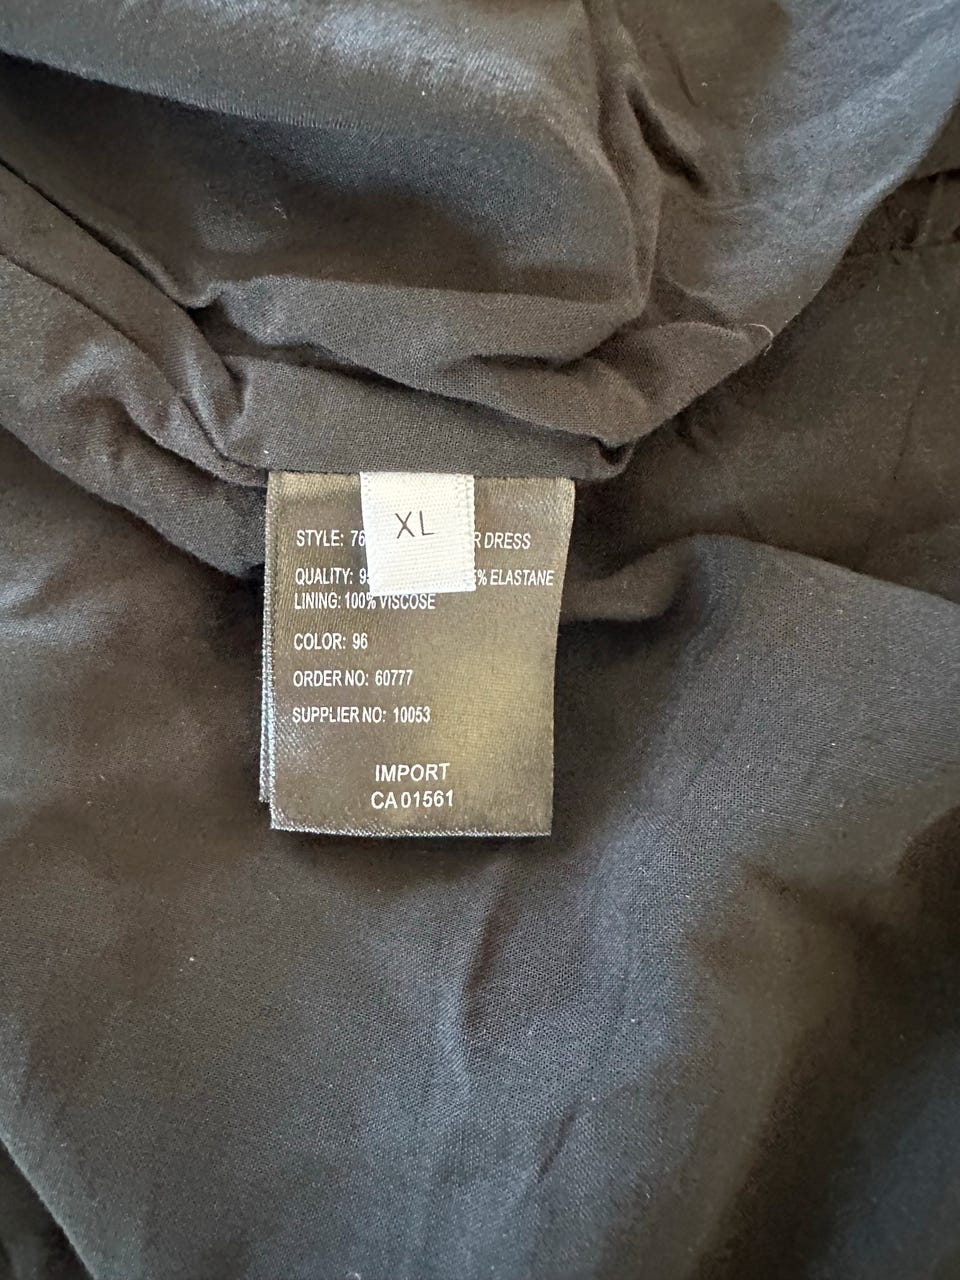 XL
STYLE: 76 R DRESS
QUALITY: 9 % ELASTANE
LINING: 100% VISCOSE
COLOR: 96
ORDER NO: 60777
SUPPLIER NO: 10053
IMPORT
CA 01561